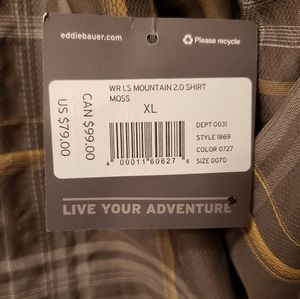 eddiebauer.com
Please recycle
WR LS MOUNTAIN 2.0 SHIRT
MOSS
XL
CAN $99.00
US $79.00
DEPT 0031
STYLE 1869
COLOR 0727
SIZE 0070
4 00011 60627 5
LIVE YOUR ADVENTURE